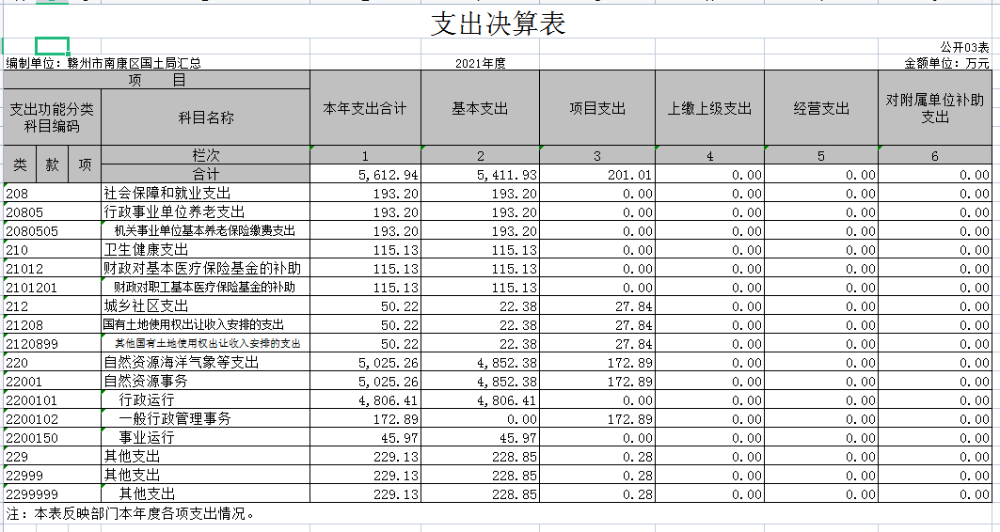 支出决算表
公开03表
编制单位：赣州市南康区国土局汇总 2021年度 金额单位：万元
项 目 本年支出合计 基本支出 项目支出 上缴上级支出 经营支出 对附属单位补助支出
支出功能分类科目编码 科目名称
类 款 项 栏次 1 2 3 4 5 6
合计 5,612.94 5,411.93 201.01 0.00 0.00 0.00
208 社会保障和就业支出 193.20 193.20 0.00 0.00 0.00 0.00
20805 行政事业单位养老支出 193.20 193.20 0.00 0.00 0.00 0.00
2080505 机关事业单位基本养老保险缴费支出 193.20 193.20 0.00 0.00 0.00 0.00
210 卫生健康支出 115.13 115.13 0.00 0.00 0.00 0.00
21012 财政对基本医疗保险基金的补助 115.13 115.13 0.00 0.00 0.00 0.00
2101201 财政对职工基本医疗保险基金的补助 115.13 115.13 0.00 0.00 0.00 0.00
212 城乡社区支出 50.22 22.38 27.84 0.00 0.00 0.00
21208 国有土地使用权出让收入安排的支出 50.22 22.38 27.84 0.00 0.00 0.00
2120899 其他国有土地使用权出让收入安排的支出 50.22 22.38 27.84 0.00 0.00 0.00
220 自然资源海洋气象等支出 5,025.26 4,852.38 172.89 0.00 0.00 0.00
22001 自然资源事务 5,025.26 4,852.38 172.89 0.00 0.00 0.00
2200101 行政运行 4,806.41 4,806.41 0.00 0.00 0.00 0.00
2200102 一般行政管理事务 172.89 0.00 172.89 0.00 0.00 0.00
2200150 事业运行 45.97 45.97 0.00 0.00 0.00 0.00
229 其他支出 229.13 228.85 0.28 0.00 0.00 0.00
22999 其他支出 229.13 228.85 0.28 0.00 0.00 0.00
2299999 其他支出 229.13 228.85 0.28 0.00 0.00 0.00
注：本表反映部门本年度各项支出情况。